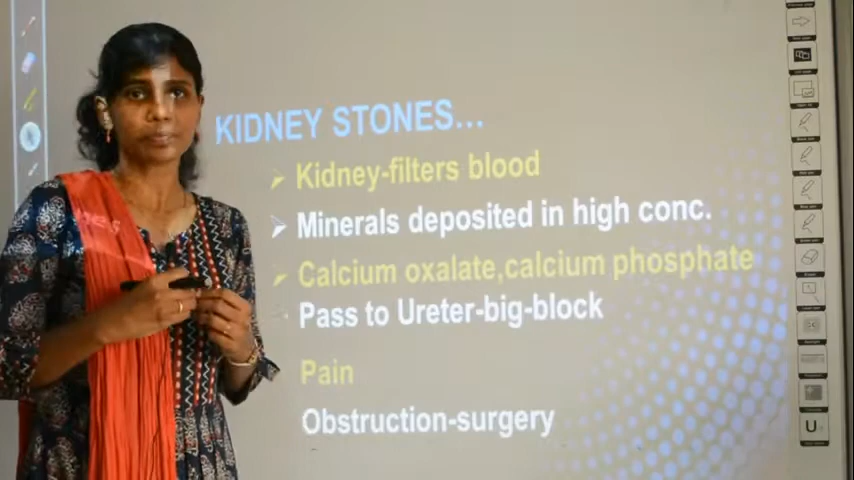 KIDNEY STONES...
Kidney-filters blood
Minerals deposited in high conc.
Calcium oxalate,calcium phosphate
Pass to Ureter-big-block
Pain
Obstruction-surgery
U